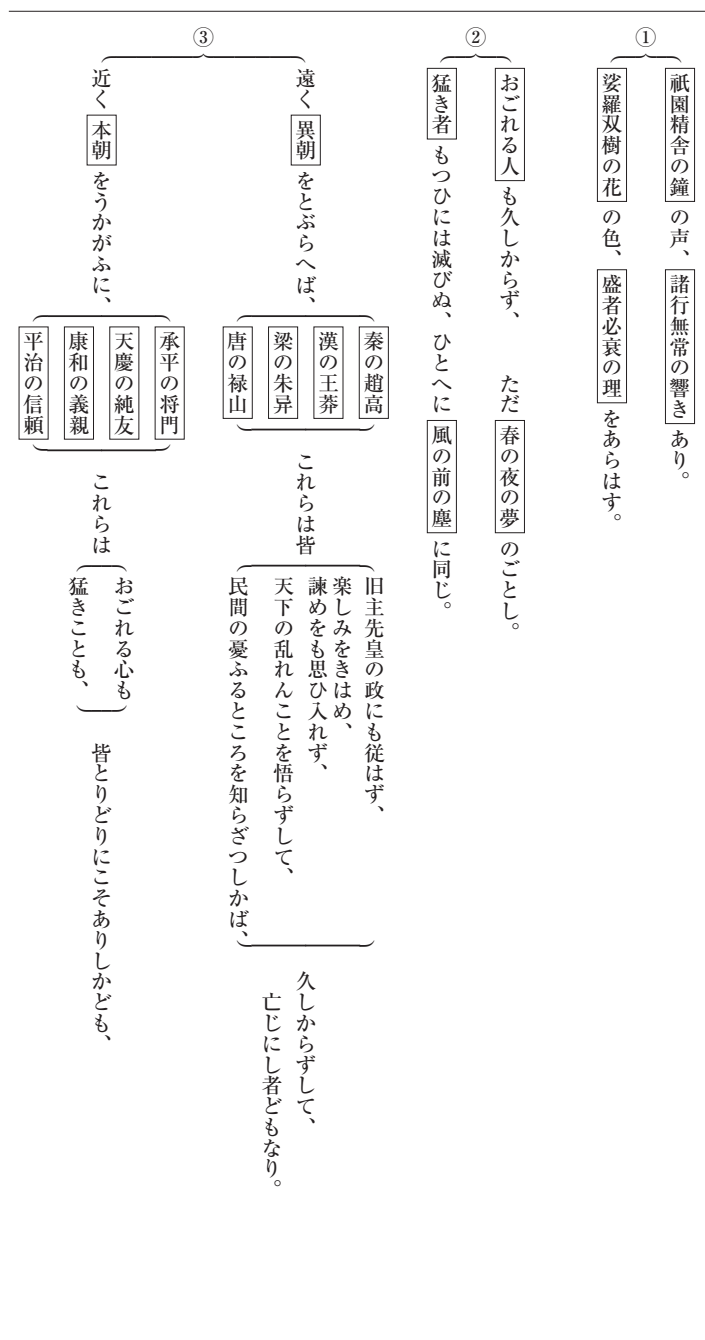 ①
祇園精舎の鐘の声、諸行無常の響きあり。
娑羅双樹の花の色、盛者必衰の理をあらはす。
②
おごれる人も久しからず、ただ春の夜の夢のごとし。
猛き者もつひには滅びぬ、ひとへに風の前の塵に同じ。
③
遠く異朝をとぶらへば、
秦の趙高
漢の王莽
梁の朱异
唐の禄山
これらは皆
旧主先皇の政にも従はず、
楽しみをきはめ、
諫めをも思ひ入れず、
天下の乱れんことを悟らずして、
民間の憂ふるところを知らざつしかば、
久しからずして、
亡じにし者どもなり。
近く本朝をうかがふに、
承平の将門
天慶の純友
康和の義親
平治の信頼
これらは
おごれる心も
猛きことも、
皆とりどりにこそありしかども、